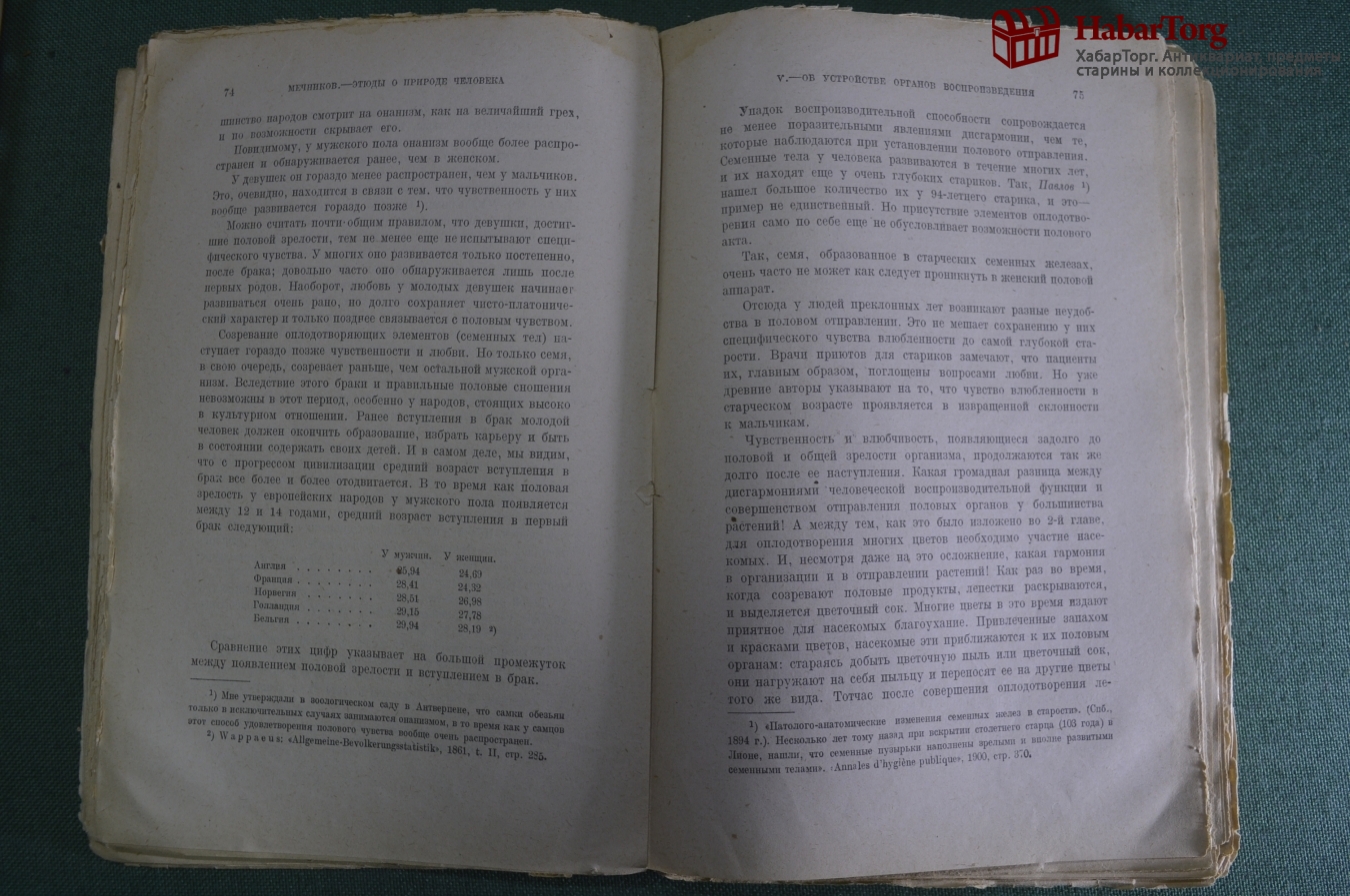 HabarTorg
ХабарТорг. Антиквариат, предметы
старины и коллекционирования
74
МЕЧНИКОВ.—ЭТЮДЫ О ПРИРОДЕ ЧЕЛОВЕКА
шинство народов смотрит на онанизм, как на величайший грех,
и по возможности скрывает его.
Повидимому, у мужского пола онанизм вообще более распро-
странен и обнаруживается ранее, чем в женском.
У девушек он гораздо менее распространен, чем у мальчиков.
Это, очевидно, находится в связи с тем, что чувственность у них
вообще развивается гораздо позже ¹).
Можно считать почти общим правилом, что девушки, достиг-
шие половой зрелости, тем не менее еще не испытывают специ-
фического чувства. У многих оно развивается только постепенно,
после брака; довольно часто оно обнаруживается лишь после
первых родов. Наоборот, любовь у молодых девушек начинает
развиваться очень рано, но долго сохраняет чисто-платониче-
ский характер и только позднее связывается с половым чувством.
Созревание оплодотворяющих элементов (семенных тел) на-
ступает гораздо позже чувственности и любви. Но только семя,
в свою очередь, созревает раньше, чем остальной мужской орга-
низм. Вследствие этого браки и правильные половые сношения
невозможны в этот период, особенно у народов, стоящих высоко
в культурном отношении. Ранее вступления в брак молодой
человек должен окончить образование, избрать карьеру и быть
в состоянии содержать своих детей. И в самом деле, мы видим,
что с прогрессом цивилизации средний возраст вступления в
брак все более и более отодвигается. В то время как половая
зрелость у европейских народов у мужского пола появляется
между 12 и 14 годами, средний возраст вступления в первый
брак следующий:
У мужчин. У женщин.
Англия . . . . . . . . 25,94 24,69
Франция . . . . . . . 28,41 24,32
Норвегия . . . . . . . 28,51 26,98
Голландия . . . . . . 29,15 27,78
Бельгия . . . . . . . . 29,94 28,19 ²)
Сравнение этих цифр указывает на большой промежуток
между появлением половой зрелости и вступлением в брак.
¹) Мне утверждали в зоологическом саду в Антверпене, что самки обезьян
только в исключительных случаях занимаются онанизмом, в то время как у самцов
этот способ удовлетворения полового чувства вообще очень распространен.
²) Wappaeus: «Allgemeine-Bevolkerungsstatistik», 1861, t. II, стр. 285.
V.—ОБ УСТРОЙСТВЕ ОРГАНОВ ВОСПРОИЗВЕДЕНИЯ
75
Упадок воспроизводительной способности сопровождается
не менее поразительными явлениями дисгармонии, чем те,
которые наблюдаются при установлении полового отправления.
Семенные тела у человека развиваются в течение многих лет,
и их находят еще у очень глубоких стариков. Так, Павлов ¹)
нашел большое количество их у 94-летнего старика, и это—
пример не единственный. Но присутствие элементов оплодотво-
рения само по себе еще не обусловливает возможности полового
акта.
Так, семя, образованное в старческих семенных железах,
очень часто не может как следует проникнуть в женский половой
аппарат.
Отсюда у людей преклонных лет возникают разные неудоб-
ства в половом отправлении. Это не мешает сохранению у них
специфического чувства влюбленности до самой глубокой ста-
рости. Врачи приютов для стариков замечают, что пациенты
их, главным образом, поглощены вопросами любви. Но уже
древние авторы указывают на то, что чувство влюбленности в
старческом возрасте проявляется в извращенной склонности
к мальчикам.
Чувственность и влюбчивость, появляющиеся задолго до
половой и общей зрелости организма, продолжаются так же
долго после ее наступления. Какая громадная разница между
дисгармониями человеческой воспроизводительной функции и
совершенством отправления половых органов у большинства
растений! А между тем, как это было изложено во 2-й главе,
для оплодотворения многих цветов необходимо участие насе-
комых. И, несмотря даже на это осложнение, какая гармония
в организации и в отправлении растений! Как раз во время,
когда созревают половые продукты, лепестки раскрываются,
и выделяется цветочный сок. Многие цветы в это время издают
приятное для насекомых благоухание. Привлеченные запахом
и красками цветов, насекомые эти приближаются к их половым
органам: стараясь добыть цветочную пыль или цветочный сок,
они нагружают на себя пыльцу и переносят ее на другие цветы
того же вида. Тотчас после совершения оплодотворения ле-
¹) «Патолого-анатомические изменения семенных желез в старости». (Спб.,
1894 г.). Несколько лет тому назад при вскрытии столетнего старца (103 года) в
Лионе, нашли, что семенные пузырьки наполнены зрелыми и вполне развитыми
семенными телами». «Annales d'hygiène publique», 1900, стр. 370.